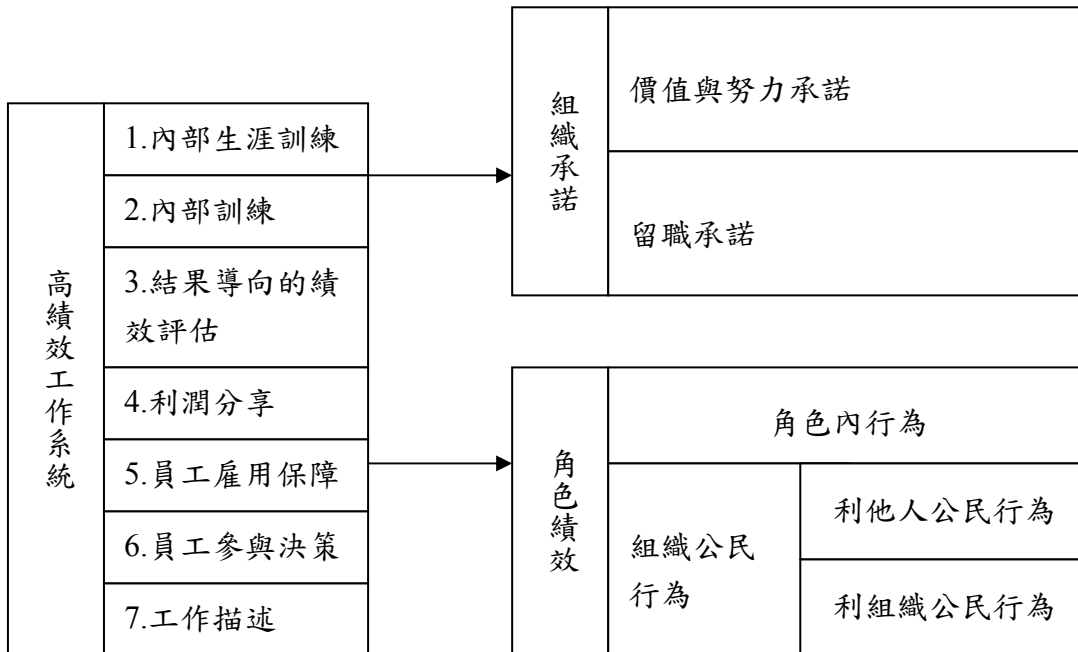 高績效工作系統
1.內部生涯訓練
2.內部訓練
3.結果導向的績
效評估
4.利潤分享
5.員工雇用保障
6.員工參與決策
7.工作描述
組織承諾
價值與努力承諾
留職承諾
角色績效
角色內行為
組織公民
行為
利他人公民行為
利組織公民行為